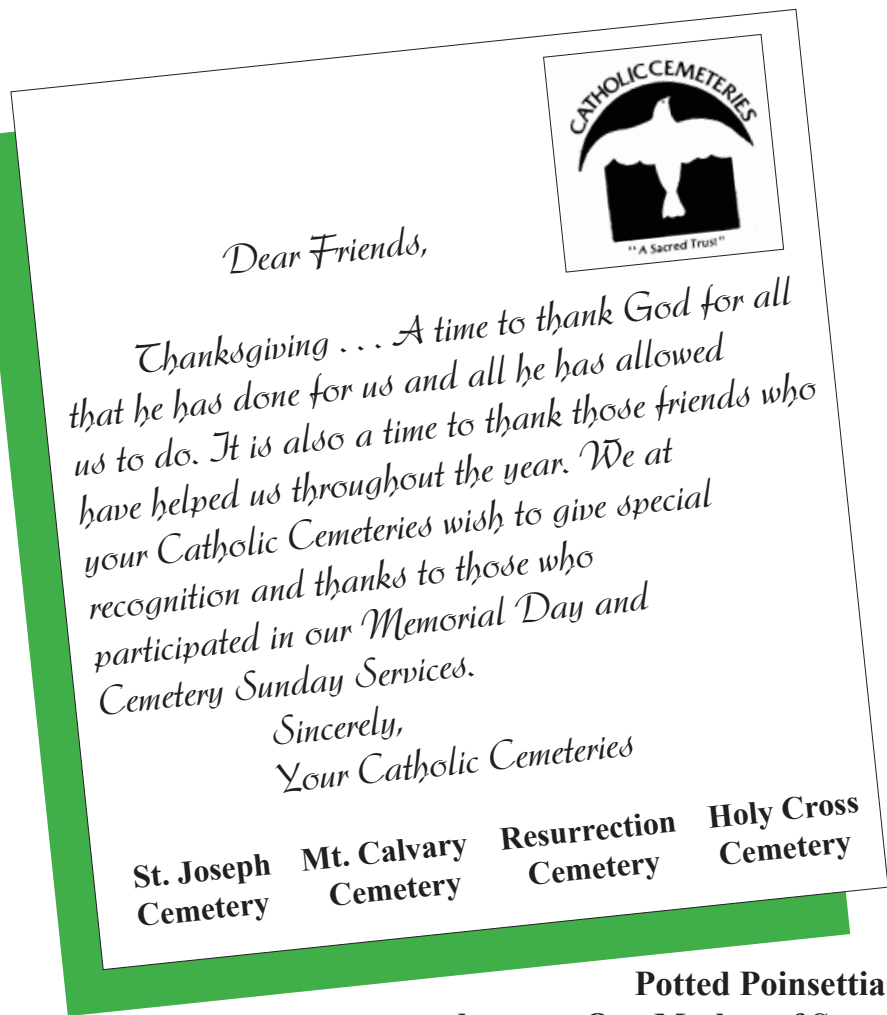 CATHOLIC CEMETERIES
"A Sacred Trust"
Dear Friends,
Thanksgiving . . . A time to thank God for all
that he has done for us and all he has allowed
us to do. It is also a time to thank those friends who
have helped us throughout the year. We at
your Catholic Cemeteries wish to give special
recognition and thanks to those who
participated in our Memorial Day and
Cemetery Sunday Services.
Sincerely,
Your Catholic Cemeteries
St. Joseph Cemetery
Mt. Calvary Cemetery
Resurrection Cemetery
Holy Cross Cemetery
Potted Poinsettia